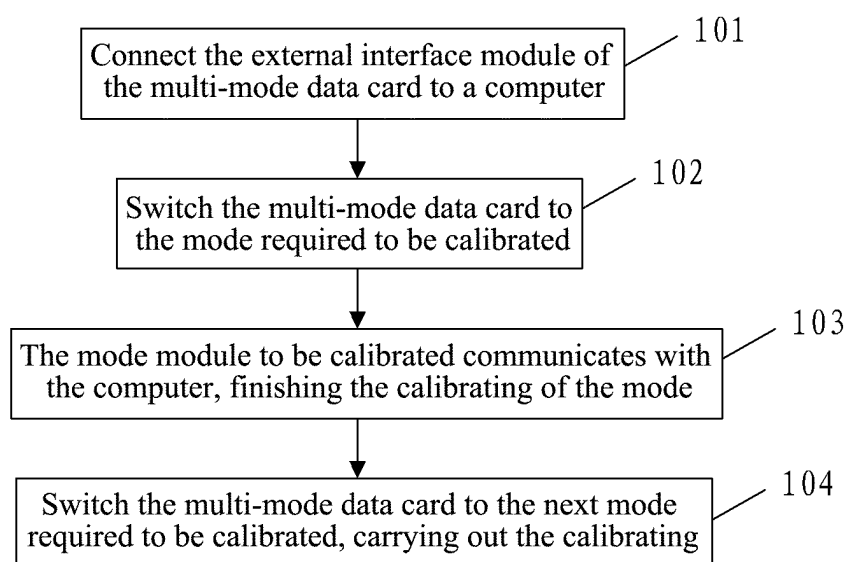 101
Connect the external interface module of
the multi-mode data card to a computer
102
Switch the multi-mode data card to
the mode required to be calibrated
103
The mode module to be calibrated communicates with
the computer, finishing the calibrating of the mode
104
Switch the multi-mode data card to the next mode
required to be calibrated, carrying out the calibrating